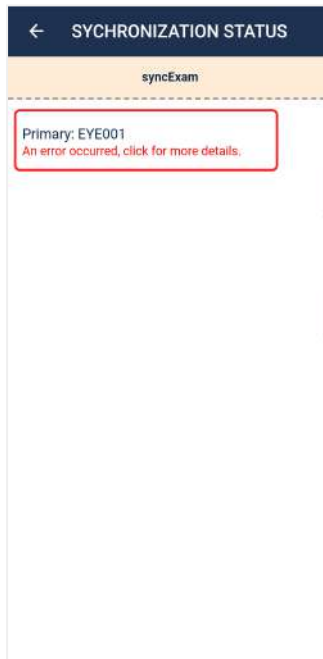 SYCHRONIZATION STATUS
syncExam
Primary: EYE001
An error occurred, click for more details.